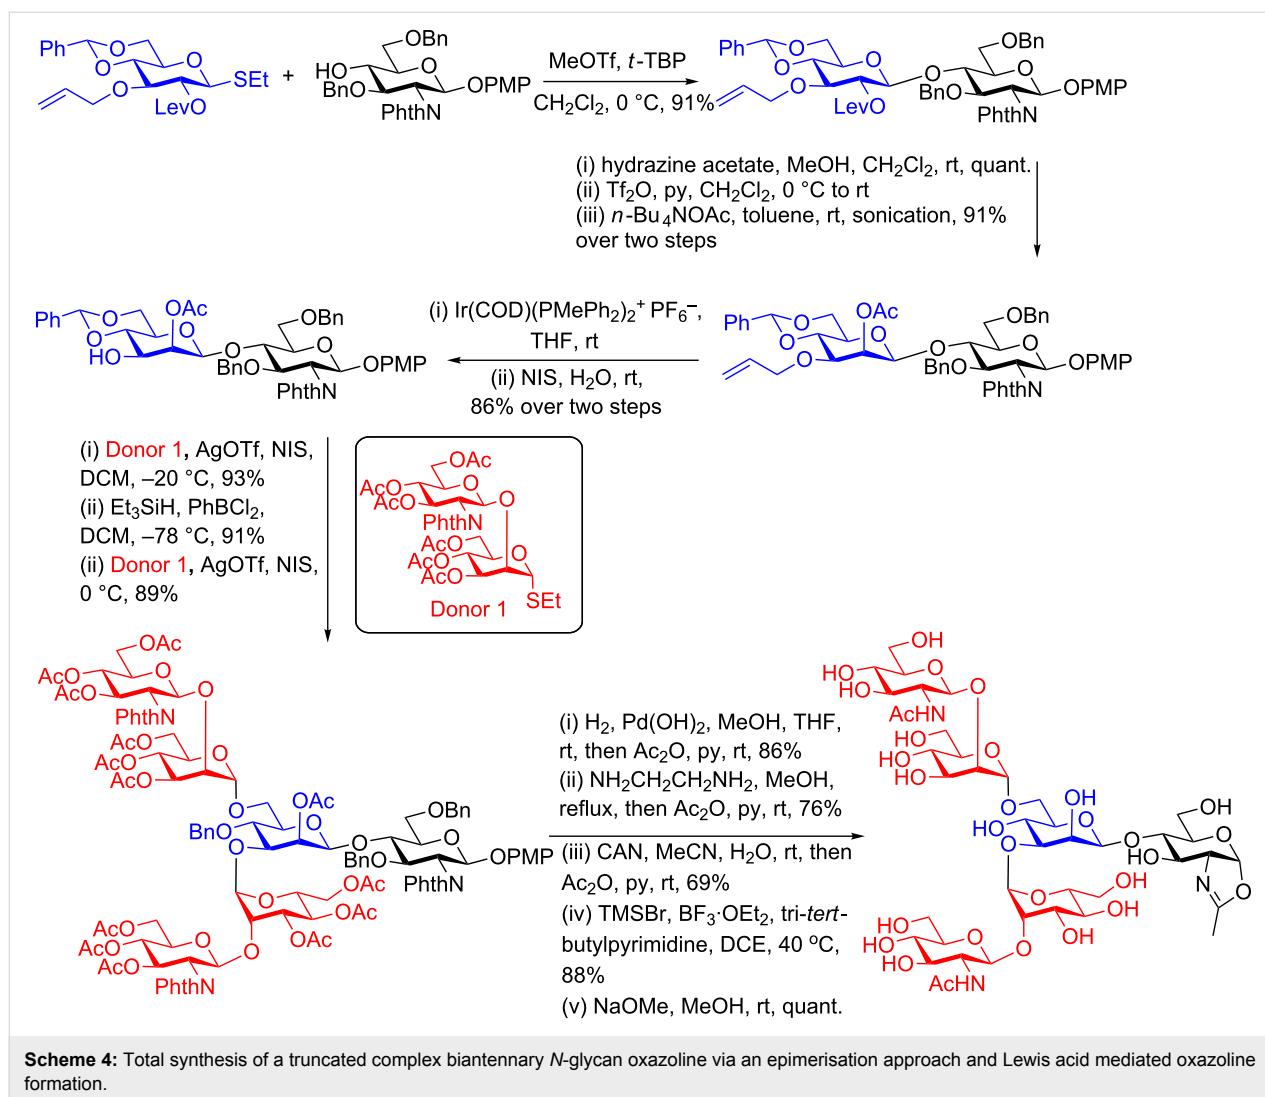 Ph
O
O
O
O
SEt
LevO
+
HO
BnO
OBn
O
OPMP
PhthN
MeOTf, t-TBP
CH₂Cl₂, 0 °C, 91%
Ph
O
O
O
O
LevO
O
BnO
OBn
O
OPMP
PhthN
(i) hydrazine acetate, MeOH, CH₂Cl₂, rt, quant.
(ii) Tf₂O, py, CH₂Cl₂, 0 °C to rt
(iii) n-Bu₄NOAc, toluene, rt, sonication, 91%
over two steps
Ph
O
O
HO
OAc
O
O
BnO
OBn
O
OPMP
PhthN
(i) Ir(COD)(PMePh₂)₂⁺ PF₆⁻,
THF, rt
(ii) NIS, H₂O, rt,
86% over two steps
Ph
O
O
O
OAc
O
O
BnO
OBn
O
OPMP
PhthN
(i) Donor 1, AgOTf, NIS,
DCM, –20 °C, 93%
(ii) Et₃SiH, PhBCl₂,
DCM, –78 °C, 91%
(ii) Donor 1, AgOTf, NIS,
0 °C, 89%
OAc
AcO
AcO
O
O
PhthN
AcO
AcO
AcO
O
SEt
Donor 1
OAc
AcO
AcO
O
O
PhthN
AcO
AcO
AcO
O
O
OAc
BnO
O
O
O
BnO
OBn
O
OPMP
PhthN
O
OAc
OAc
OAc
AcO
AcO
AcO
O
O
PhthN
(i) H₂, Pd(OH)₂, MeOH, THF,
rt, then Ac₂O, py, rt, 86%
(ii) NH₂CH₂CH₂NH₂, MeOH,
reflux, then Ac₂O, py, rt, 76%
(iii) CAN, MeCN, H₂O, rt, then
Ac₂O, py, rt, 69%
(iv) TMSBr, BF₃·OEt₂, tri-tert-
butylpyrimidine, DCE, 40 °C,
88%
(v) NaOMe, MeOH, rt, quant.
OH
HO
HO
O
O
AcHN
HO
HO
HO
O
O
OH
HO
O
O
O
HO
OH
O
N
O
O
OH
OH
OH
HO
HO
HO
O
O
AcHN
Scheme 4: Total synthesis of a truncated complex biantennary N-glycan oxazoline via an epimerisation approach and Lewis acid mediated oxazoline
formation.